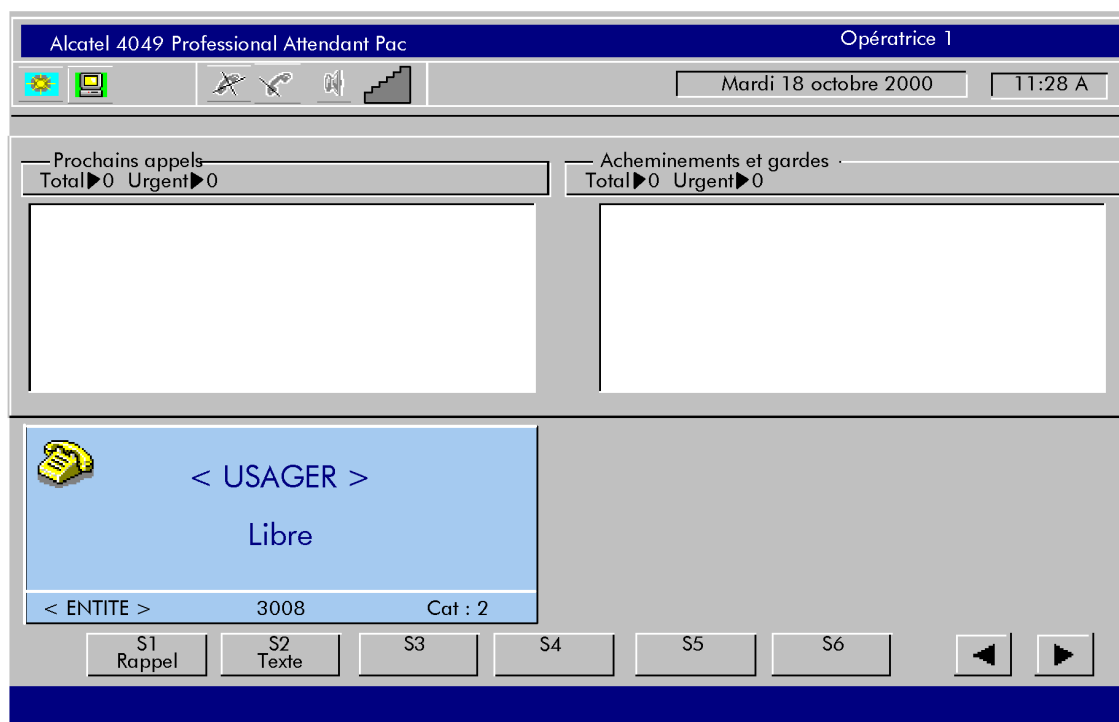 Alcatel 4049 Professional Attendant Pac
Opératrice 1
Mardi 18 octobre 2000
11:28 A
Prochains appels
Total▶0 Urgent▶0
Acheminements et gardes
Total▶0 Urgent▶0
< USAGER >
Libre
< ENTITE > 3008 Cat : 2
S1 S2 S3 S4 S5 S6
Rappel Texte